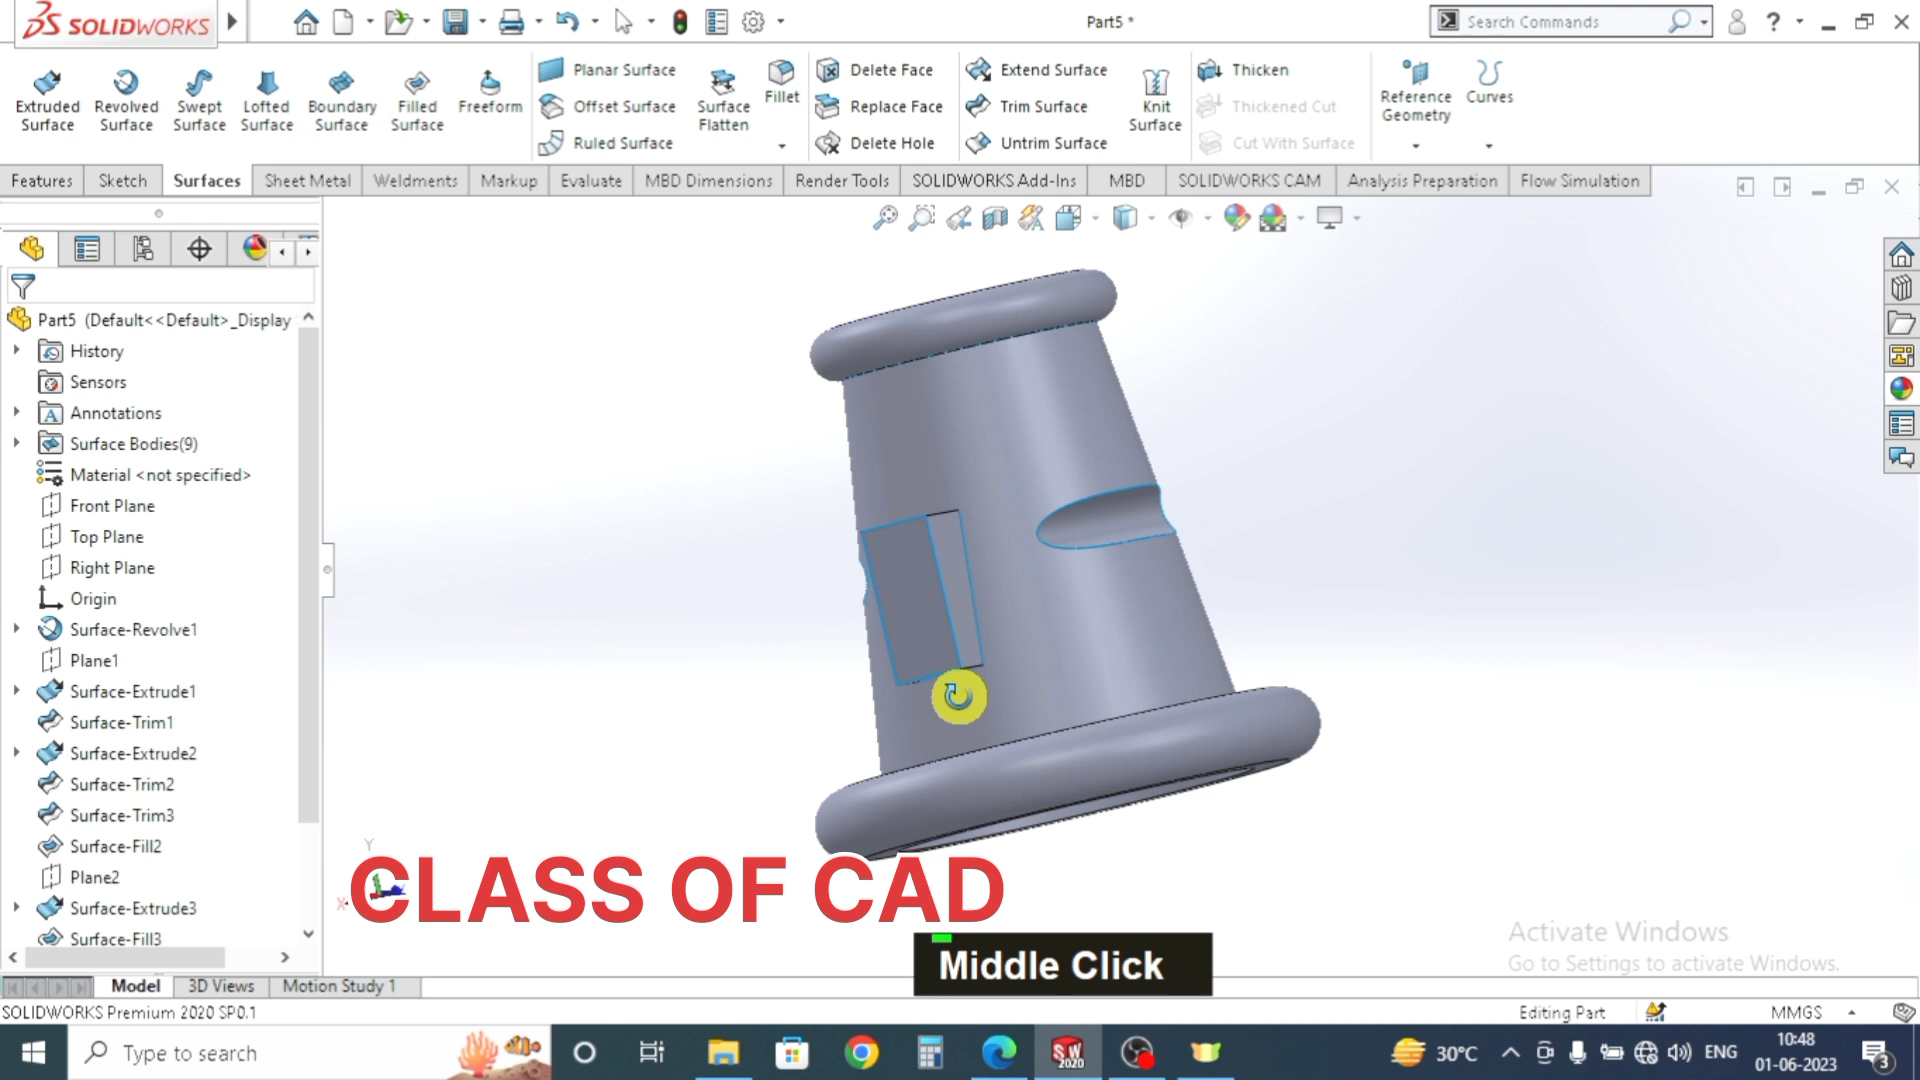 SOLIDWORKS
Part5 *
Search Commands
Extruded Surface
Revolved Surface
Swept Surface
Lofted Surface
Boundary Surface
Filled Surface
Freeform
Planar Surface
Offset Surface
Ruled Surface
Surface Flatten
Fillet
Delete Face
Replace Face
Delete Hole
Extend Surface
Trim Surface
Untrim Surface
Knit Surface
Thicken
Thickened Cut
Cut With Surface
Reference Geometry
Curves
Features
Sketch
Surfaces
Sheet Metal
Weldments
Markup
Evaluate
MBD Dimensions
Render Tools
SOLIDWORKS Add-Ins
MBD
SOLIDWORKS CAM
Analysis Preparation
Flow Simulation
Part5 (Default<<Default>_Display
History
Sensors
Annotations
Surface Bodies(9)
Material <not specified>
Front Plane
Top Plane
Right Plane
Origin
Surface-Revolve1
Plane1
Surface-Extrude1
Surface-Trim1
Surface-Extrude2
Surface-Trim2
Surface-Trim3
Surface-Fill2
Plane2
Surface-Extrude3
Surface-Fill3
Y
X
CLASS OF CAD
Middle Click
Activate Windows
Go to Settings to activate Windows.
Model
3D Views
Motion Study 1
SOLIDWORKS Premium 2020 SP0.1
Editing Part
MMGS
Type to search
SW
2020
30°C
ENG
10:48
01-06-2023
3